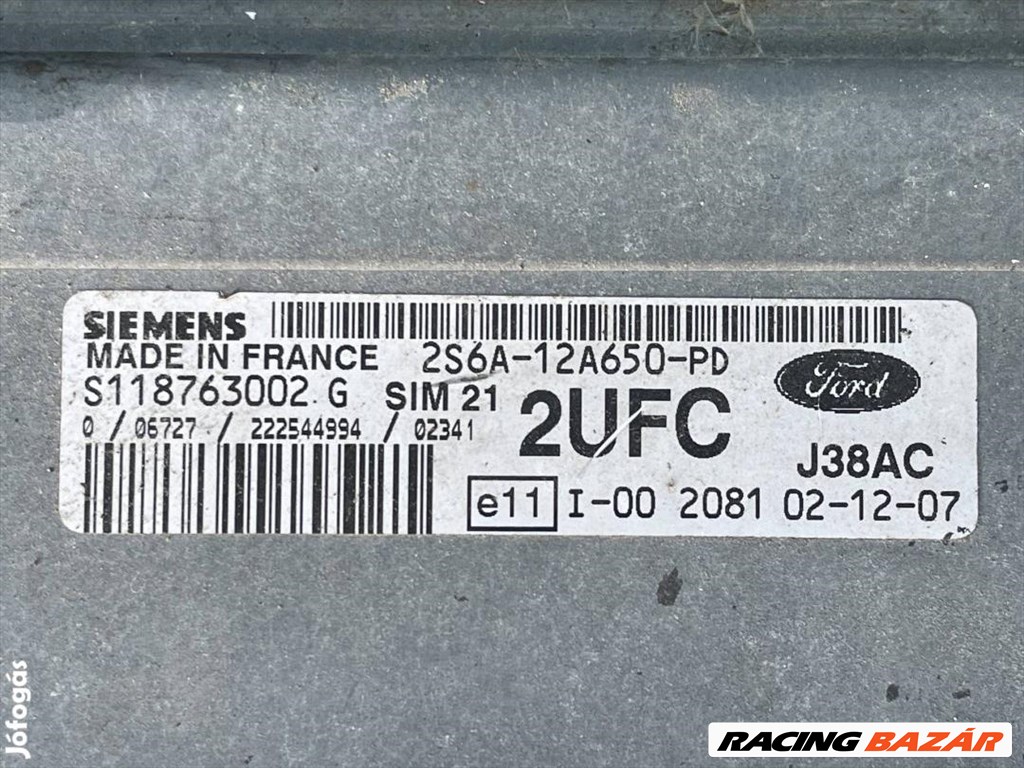 SIEMENS
MADE IN FRANCE 2S6A-12A650-PD
S118763002 G SIM 21 2UFC
Ford
0 / 06727 / 222544994 / 02341
J38AC
e11 I-00 2081 02-12-07
Jófogás
RACING BAZÁR